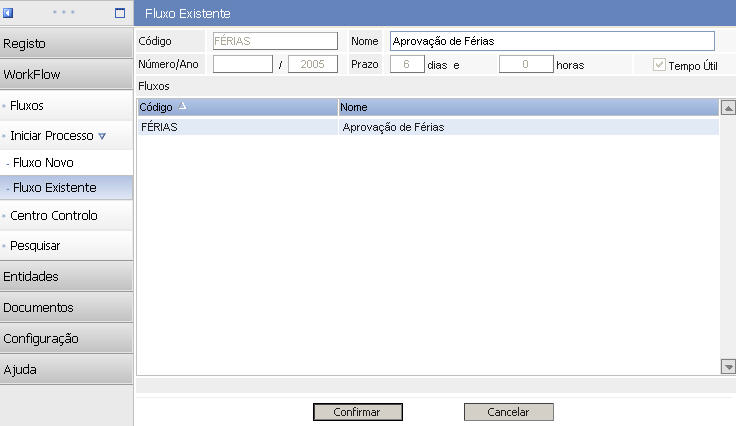 Fluxo Existente
Registo
WorkFlow
Fluxos
Iniciar Processo
- Fluxo Novo
- Fluxo Existente
Centro Controlo
Pesquisar
Entidades
Documentos
Configuração
Ajuda
Código FÉRIAS Nome Aprovação de Férias
Número/Ano / 2005 Prazo 6 dias e 0 horas Tempo Útil
Fluxos
Código Nome
FÉRIAS Aprovação de Férias
Confirmar Cancelar